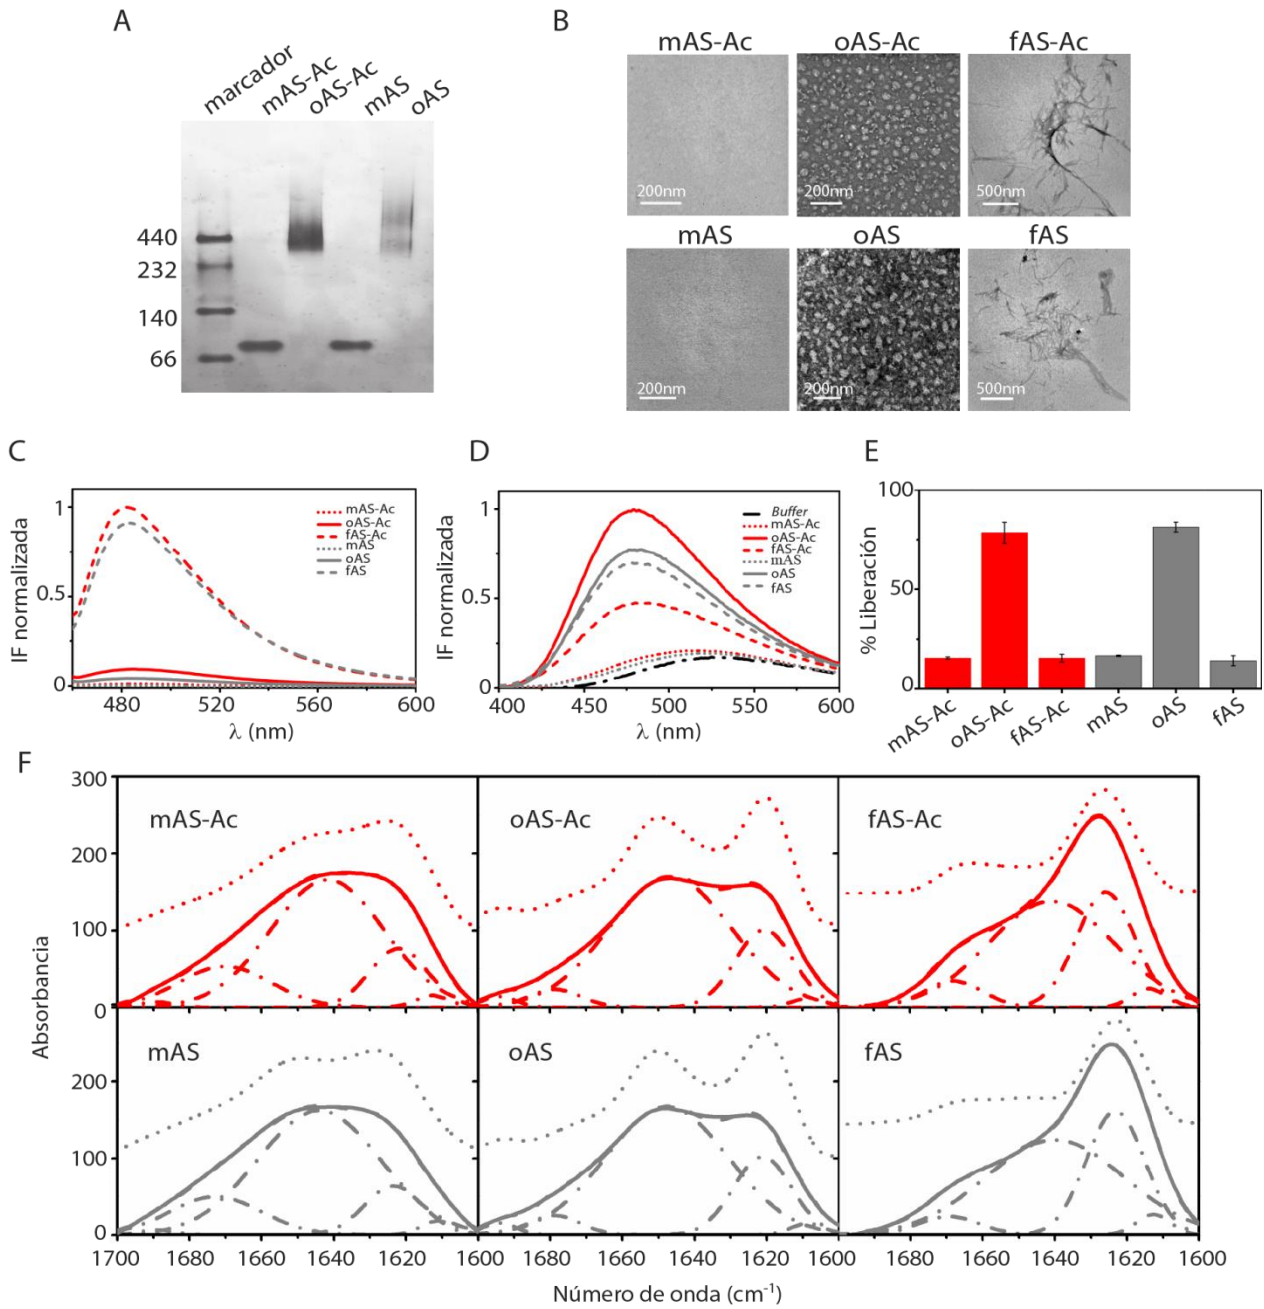 A
marcador
mAS-Ac
oAS-Ac
mAS
oAS
440
232
140
66
B
mAS-Ac
oAS-Ac
fAS-Ac
200nm
200nm
500nm
mAS
oAS
fAS
200nm
200nm
500nm
C
IF normalizada
1
0.5
0
mAS-Ac
oAS-Ac
fAS-Ac
mAS
oAS
fAS
480
520
560
600
λ (nm)
D
IF normalizada
1
0.5
0
Buffer
mAS-Ac
oAS-Ac
fAS-Ac
mAS
oAS
fAS
400
450
500
550
600
λ (nm)
E
% Liberación
100
50
0
mAS-Ac
oAS-Ac
fAS-Ac
mAS
oAS
fAS
F
Absorbancia
300
200
100
0
mAS-Ac
oAS-Ac
fAS-Ac
200
100
0
mAS
oAS
fAS
1700
1680
1660
1640
1620
1600
1680
1660
1640
1620
1600
1680
1660
1640
1620
1600
Número de onda (cm⁻¹)